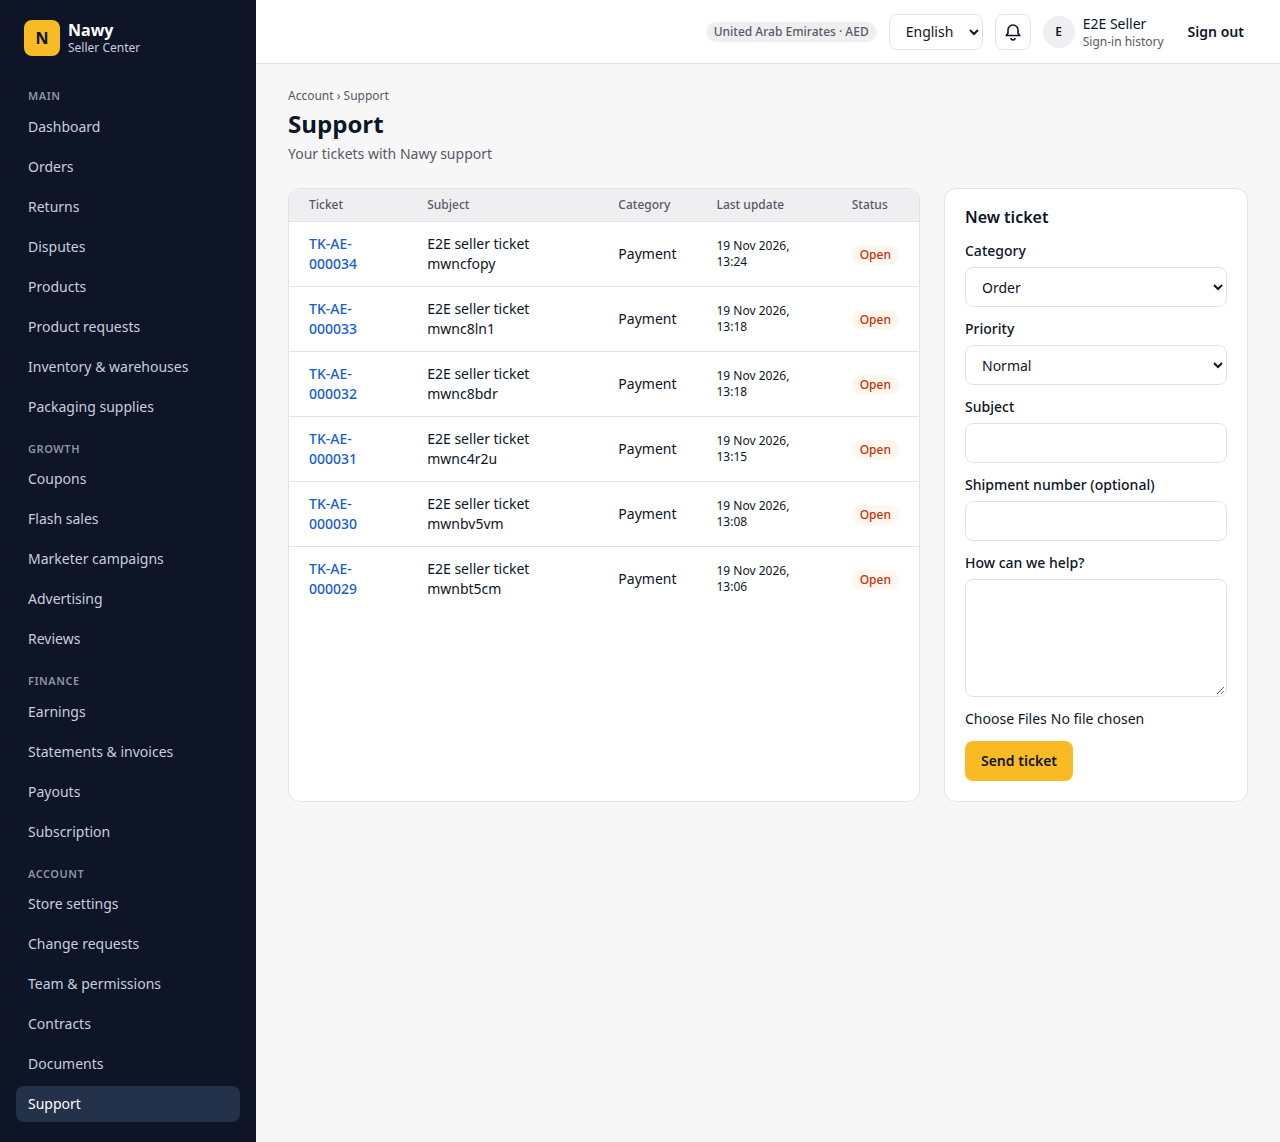 N
Nawy
Seller Center
MAIN
Dashboard
Orders
Returns
Disputes
Products
Product requests
Inventory & warehouses
Packaging supplies
GROWTH
Coupons
Flash sales
Marketer campaigns
Advertising
Reviews
FINANCE
Earnings
Statements & invoices
Payouts
Subscription
ACCOUNT
Store settings
Change requests
Team & permissions
Contracts
Documents
Support
United Arab Emirates · AED
English
E
E2E Seller
Sign-in history
Sign out
Account › Support
Support
Your tickets with Nawy support
Ticket Subject Category Last update Status
TK-AE-000034 E2E seller ticket mwncfopy Payment 19 Nov 2026, 13:24 Open
TK-AE-000033 E2E seller ticket mwnc8ln1 Payment 19 Nov 2026, 13:18 Open
TK-AE-000032 E2E seller ticket mwnc8bdr Payment 19 Nov 2026, 13:18 Open
TK-AE-000031 E2E seller ticket mwnc4r2u Payment 19 Nov 2026, 13:15 Open
TK-AE-000030 E2E seller ticket mwnbv5vm Payment 19 Nov 2026, 13:08 Open
TK-AE-000029 E2E seller ticket mwnbt5cm Payment 19 Nov 2026, 13:06 Open
New ticket
Category
Order
Priority
Normal
Subject
Shipment number (optional)
How can we help?
Choose Files No file chosen
Send ticket